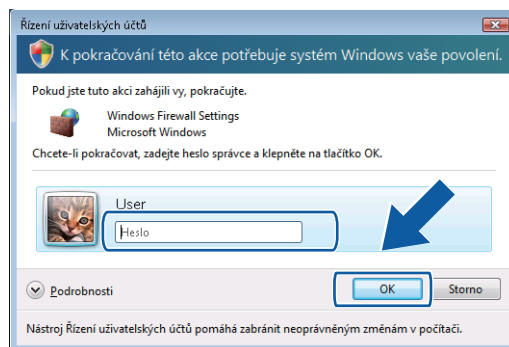 Řízení uživatelských účtů
K pokračování této akce potřebuje systém Windows vaše povolení.
Pokud jste tuto akci zahájili vy, pokračujte.
Windows Firewall Settings
Microsoft Windows
Chcete-li pokračovat, zadejte heslo správce a klepněte na tlačítko OK.
User
Heslo
Podrobnosti
OK Storno
Nástroj Řízení uživatelských účtů pomáhá zabránit neoprávněným změnám v počítači.